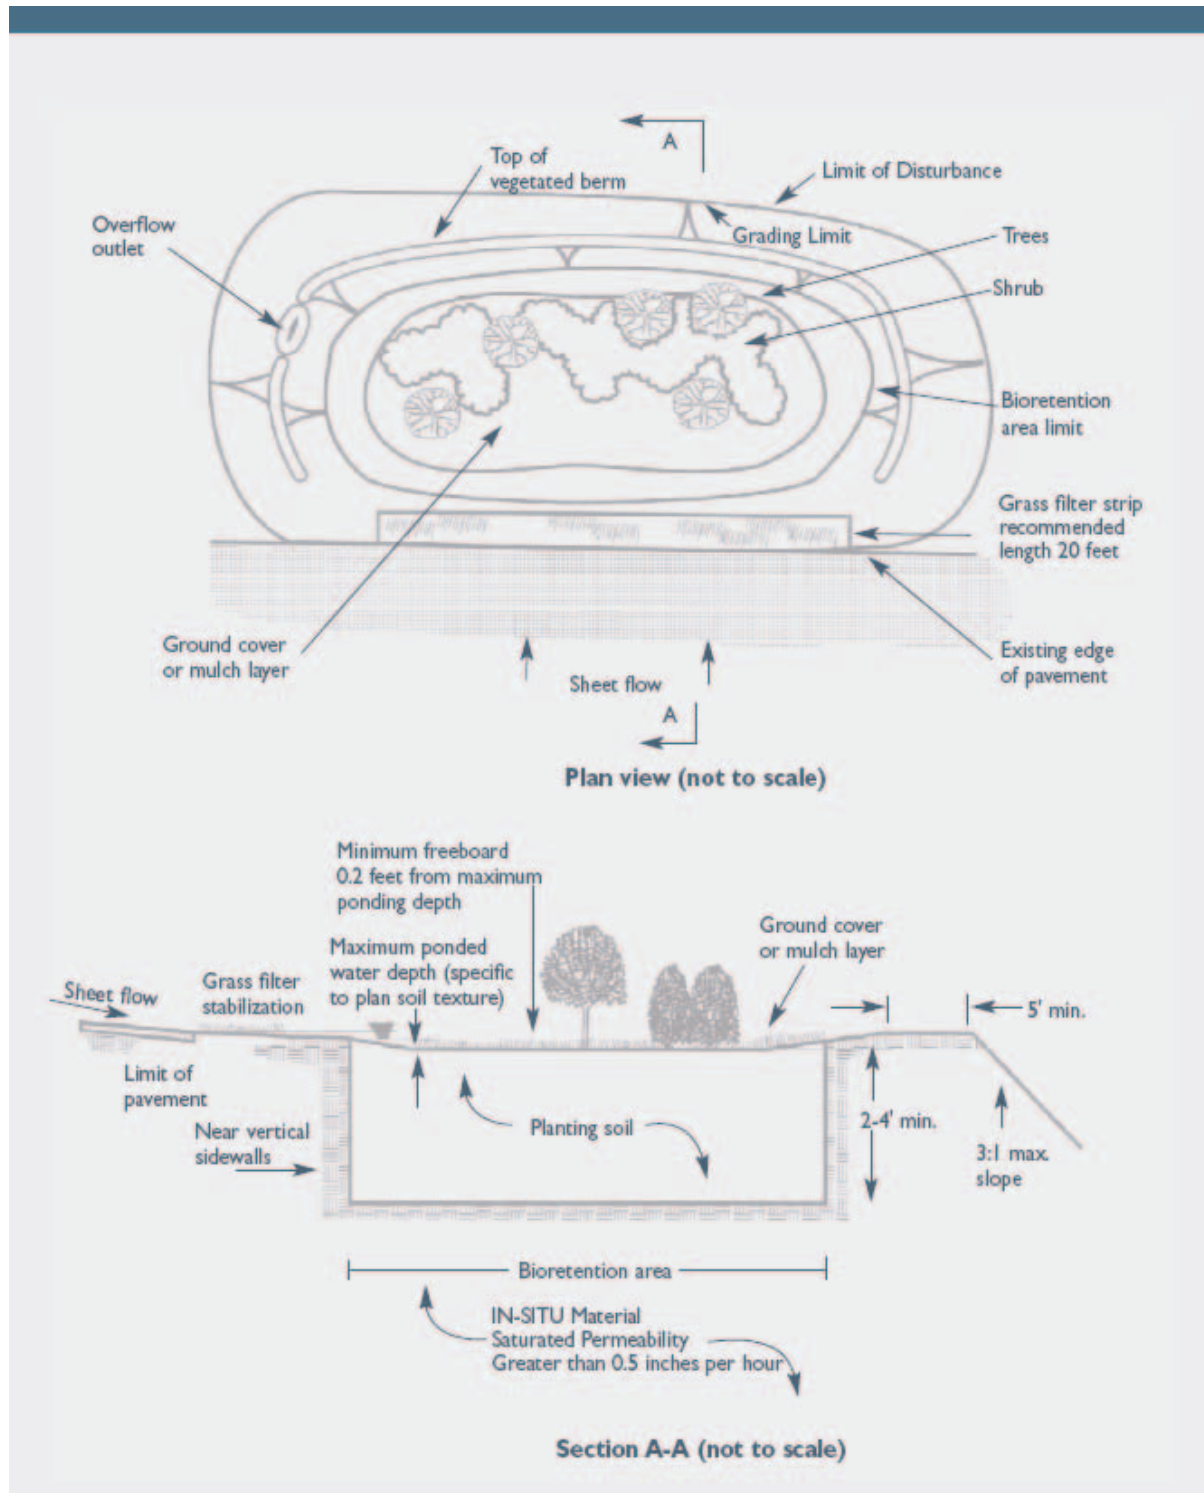 A
Top of
vegetated berm
Limit of Disturbance
Overflow
outlet
Grading Limit
Trees
Shrub
Bioretention
area limit
Grass filter strip
recommended
length 20 feet
Ground cover
or mulch layer
Existing edge
of pavement
Sheet flow
A
Plan view (not to scale)
Minimum freeboard
0.2 feet from maximum
ponding depth
Ground cover
or mulch layer
Maximum ponded
water depth (specific
to plan soil texture)
Grass filter
stabilization
Sheet flow
5' min.
Limit of
pavement
Near vertical
sidewalls
Planting soil
2-4' min.
3:1 max.
slope
Bioretention area
IN-SITU Material
Saturated Permeability
Greater than 0.5 inches per hour
Section A-A (not to scale)